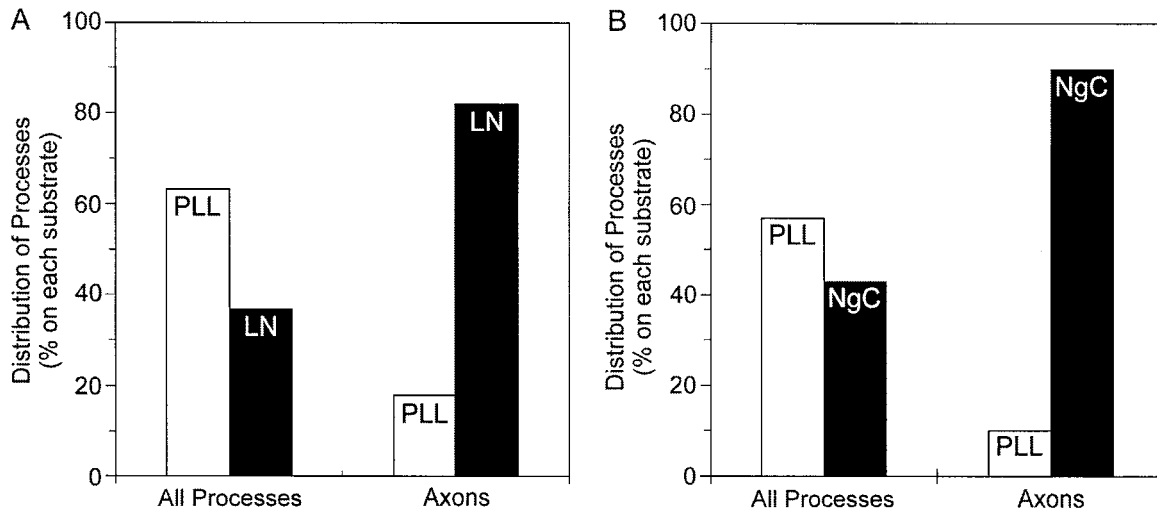 A
Distribution of Processes
(% on each substrate)
100
80
60
40
20
0
PLL
LN
PLL
LN
All Processes
Axons
B
Distribution of Processes
(% on each substrate)
100
80
60
40
20
0
PLL
NgC
PLL
NgC
All Processes
Axons